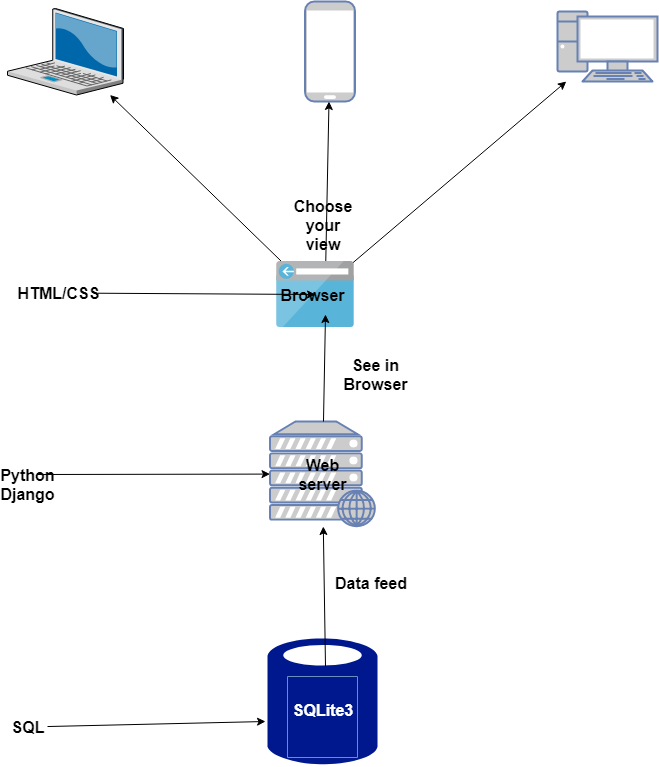 Choose
your
view
HTML/CSS
Browser
See in
Browser
Web
server
Python
Django
Data feed
SQLite3
SQL